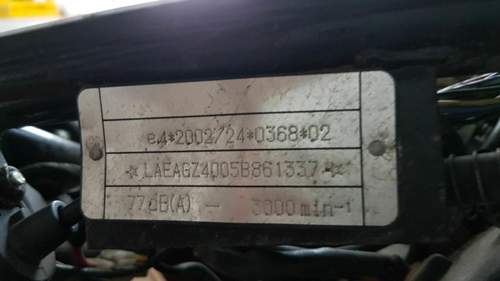 e4*2002/24*0368*02
*LAEAGZ4005B861337*
77dB(A) — 3000min-1